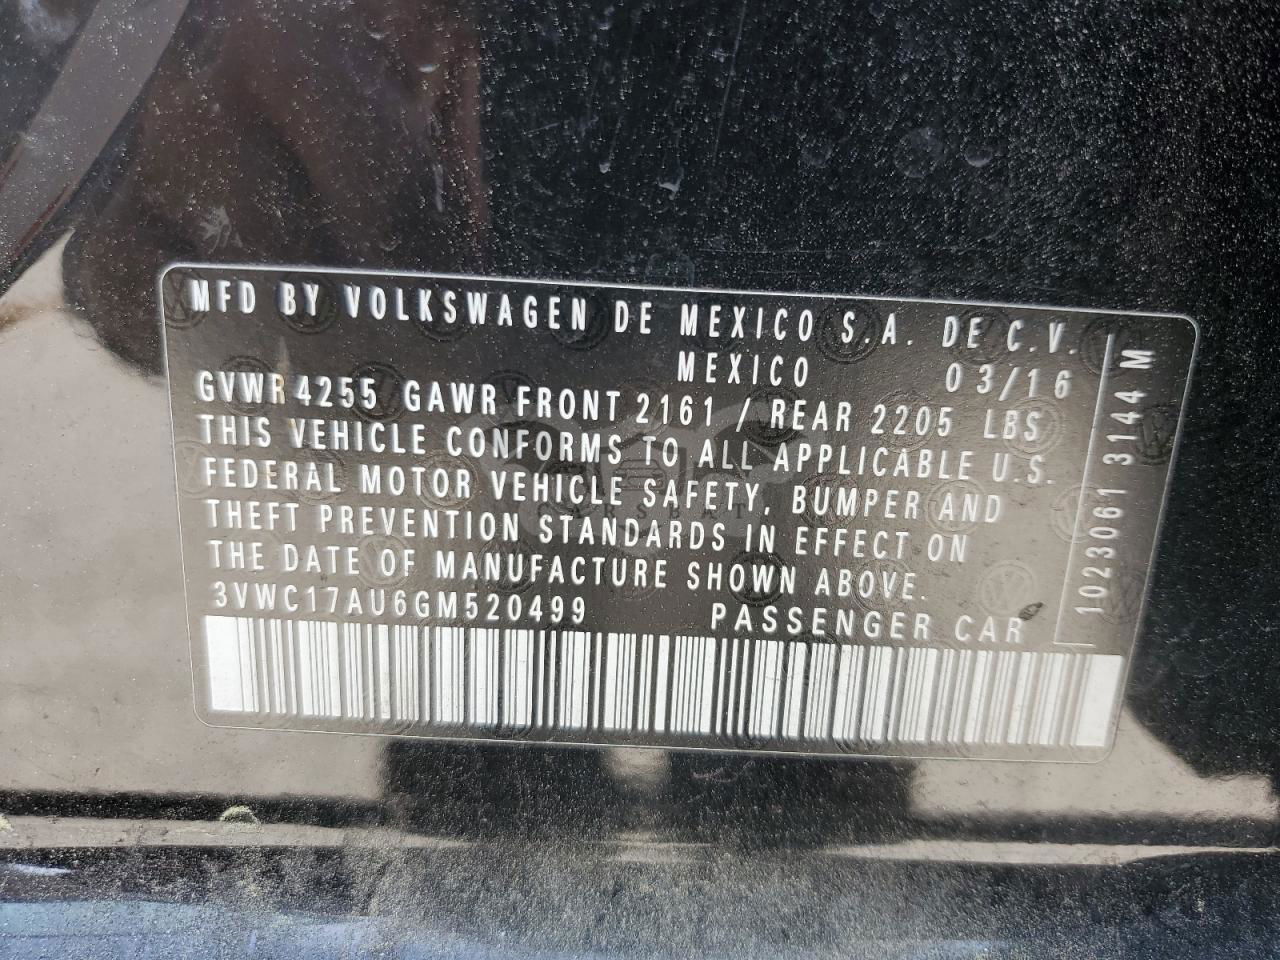 MFD BY VOLKSWAGEN DE MEXICO S.A. DE C.V.
MEXICO 03/16
GVWR 4255 GAWR FRONT 2161 / REAR 2205 LBS
THIS VEHICLE CONFORMS TO ALL APPLICABLE U.S.
FEDERAL MOTOR VEHICLE SAFETY, BUMPER AND
THEFT PREVENTION STANDARDS IN EFFECT ON
THE DATE OF MANUFACTURE SHOWN ABOVE.
3VWC17AU6GM520499 PASSENGER CAR
1023061 3144 M